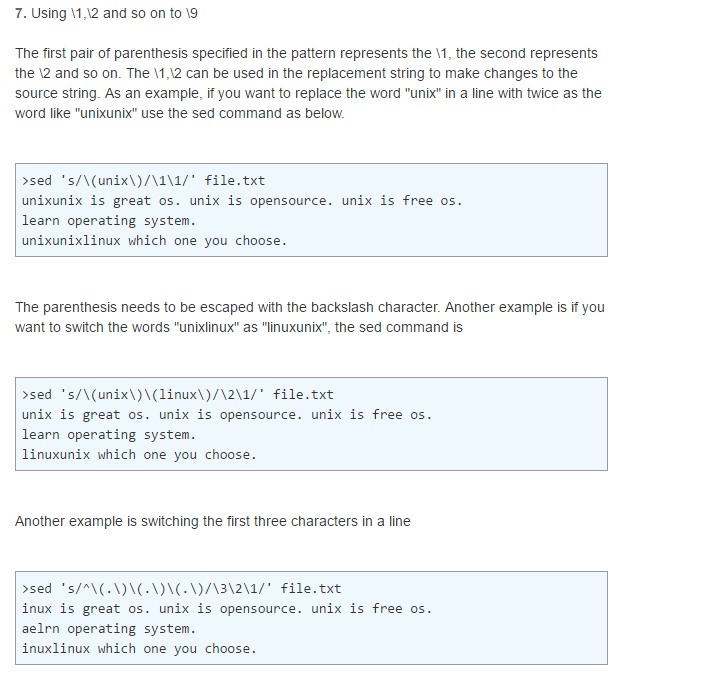 7. Using \1,\2 and so on to \9
The first pair of parenthesis specified in the pattern represents the \1, the second represents
the \2 and so on. The \1,\2 can be used in the replacement string to make changes to the
source string. As an example, if you want to replace the word "unix" in a line with twice as the
word like "unixunix" use the sed command as below.
>sed 's/\(unix\)/\1\1/' file.txt
unixunix is great os. unix is opensource. unix is free os.
learn operating system.
unixunixlinux which one you choose.
The parenthesis needs to be escaped with the backslash character. Another example is if you
want to switch the words "unixlinux" as "linuxunix", the sed command is
>sed 's/\(unix\)\(linux\)/\2\1/' file.txt
unix is great os. unix is opensource. unix is free os.
learn operating system.
linuxunix which one you choose.
Another example is switching the first three characters in a line
>sed 's/^\(.\)\(.\)\(.\)/\3\2\1/' file.txt
inux is great os. unix is opensource. unix is free os.
aelrn operating system.
inuxlinux which one you choose.